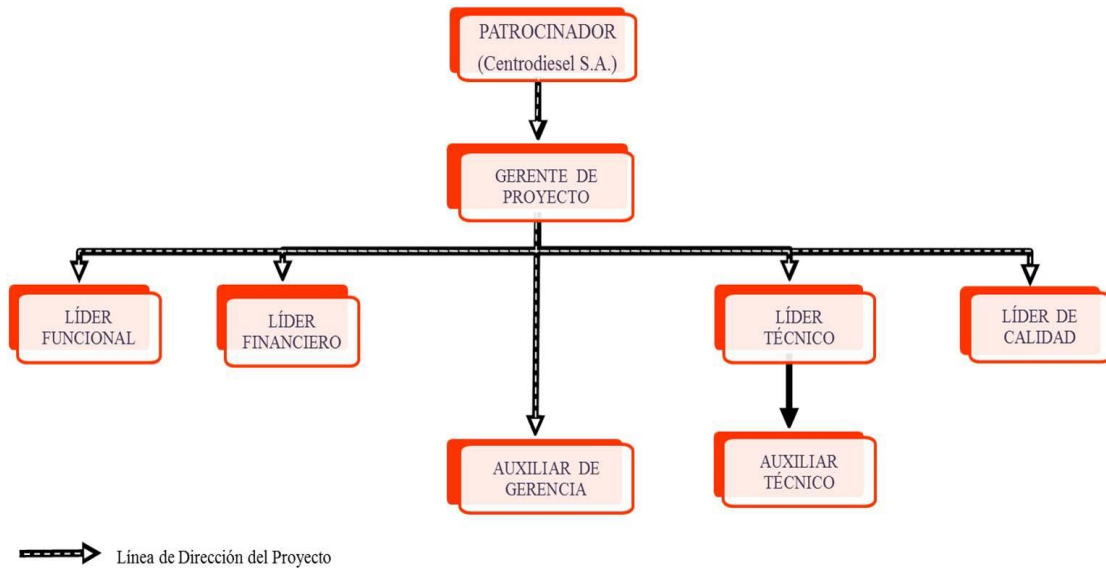 PATROCINADOR
(Centrodiesel S.A.)
GERENTE DE
PROYECTO
LÍDER
FUNCIONAL
LÍDER
FINANCIERO
LÍDER
TÉCNICO
LÍDER DE
CALIDAD
AUXILIAR DE
GERENCIA
AUXILIAR
TÉCNICO
Línea de Dirección del Proyecto